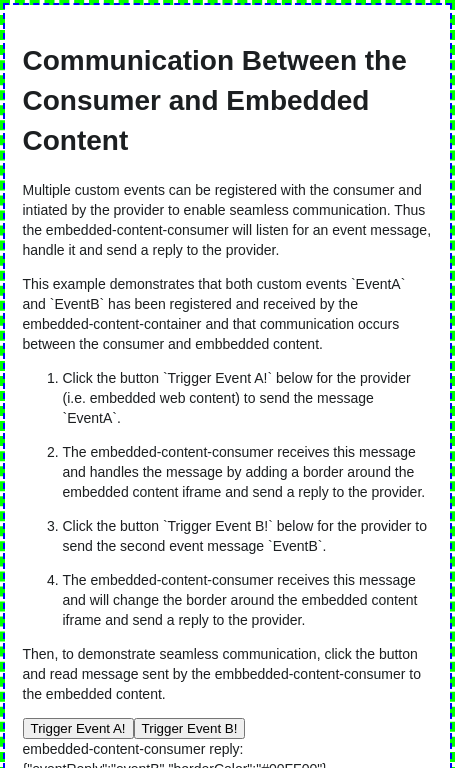 Communication Between the
Consumer and Embedded
Content
Multiple custom events can be registered with the consumer and
intiated by the provider to enable seamless communication. Thus
the embedded-content-consumer will listen for an event message,
handle it and send a reply to the provider.
This example demonstrates that both custom events `EventA`
and `EventB` has been registered and received by the
embedded-content-container and that communication occurs
between the consumer and embbedded content.
1. Click the button `Trigger Event A!` below for the provider
(i.e. embedded web content) to send the message
`EventA`.
2. The embedded-content-consumer receives this message
and handles the message by adding a border around the
embedded content iframe and send a reply to the provider.
3. Click the button `Trigger Event B!` below for the provider to
send the second event message `EventB`.
4. The embedded-content-consumer receives this message
and will change the border around the embedded content
iframe and send a reply to the provider.
Then, to demonstrate seamless communication, click the button
and read message sent by the embbedded-content-consumer to
the embedded content.
Trigger Event A! Trigger Event B!
embedded-content-consumer reply:
{"eventReply":"eventB","borderColor":"#00FF00"}